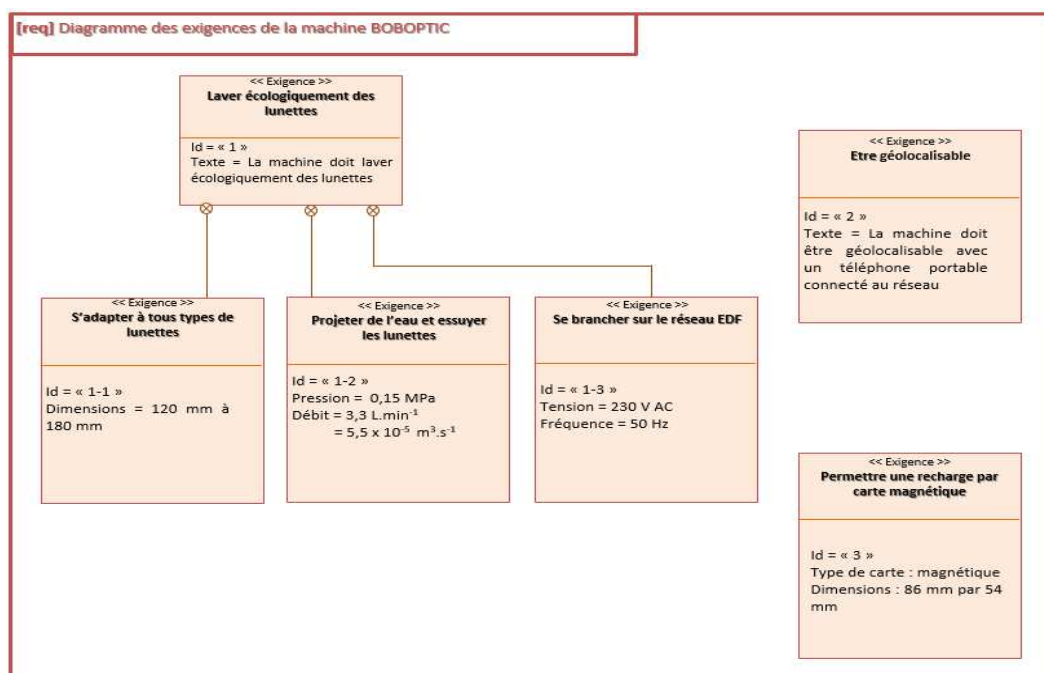 [req] Diagramme des exigences de la machine BOBOPTIC
<< Exigence >>
Laver écologiquement des
lunettes
Id = « 1 »
Texte = La machine doit laver
écologiquement des lunettes
<< Exigence >>
Etre géolocalisable
Id = « 2 »
Texte = La machine doit
être géolocalisable avec
un téléphone portable
connecté au réseau
<< Exigence >>
S'adapter à tous types de
lunettes
Id = « 1-1 »
Dimensions = 120 mm à
180 mm
<< Exigence >>
Projeter de l'eau et essuyer
les lunettes
Id = « 1-2 »
Pression = 0,15 MPa
Débit = 3,3 L.min⁻¹
= 5,5 x 10⁻⁵ m³.s⁻¹
<< Exigence >>
Se brancher sur le réseau EDF
Id = « 1-3 »
Tension = 230 V AC
Fréquence = 50 Hz
<< Exigence >>
Permettre une recharge par
carte magnétique
Id = « 3 »
Type de carte : magnétique
Dimensions : 86 mm par 54
mm